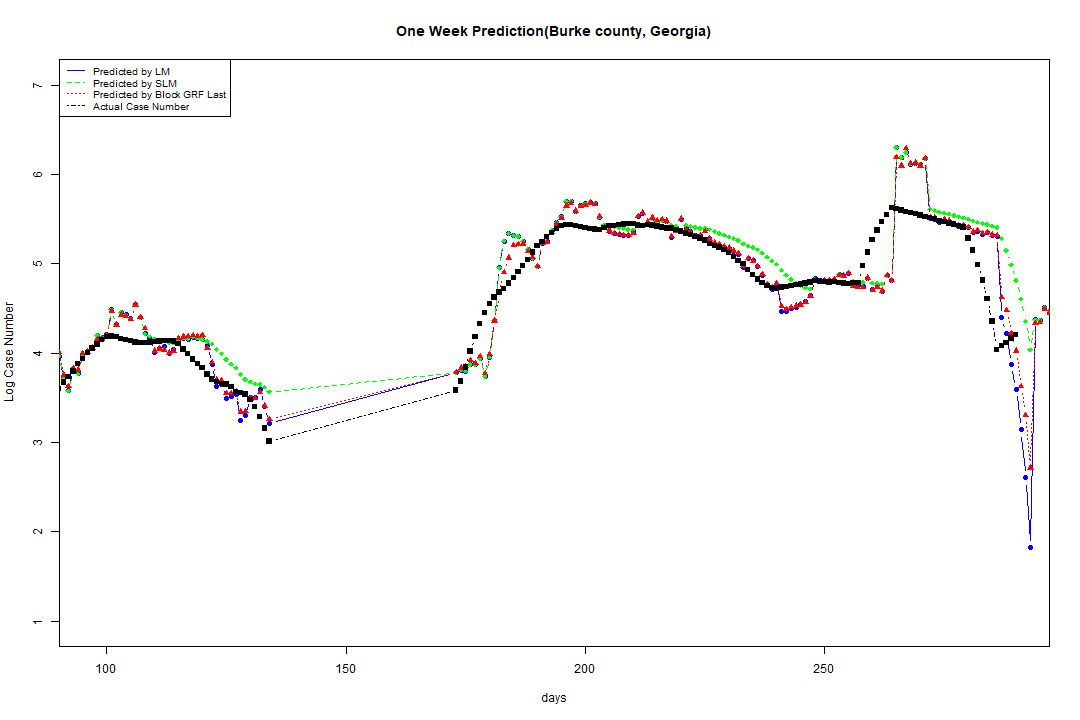 One Week Prediction(Burke county, Georgia)
Predicted by LM
Predicted by SLM
Predicted by Block GRF Last
Actual Case Number
Log Case Number
7
6
5
4
3
2
1
100 150 200 250
days